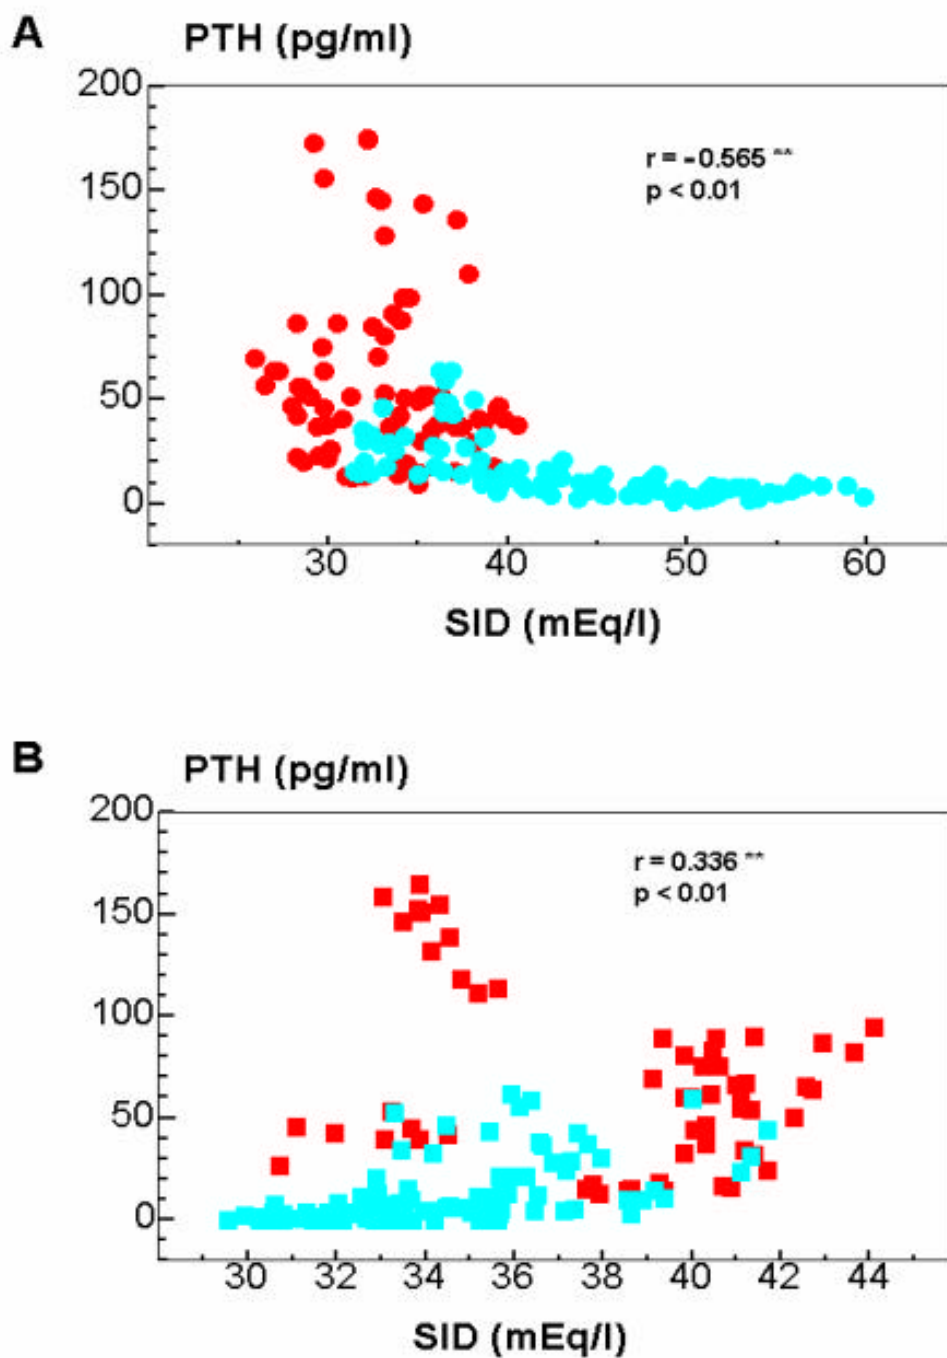 A
PTH (pg/ml)
200
150
100
50
0
r = -0.565 **
p < 0.01
30 40 50 60
SID (mEq/l)
B
PTH (pg/ml)
200
150
100
50
0
r = 0.336 **
p < 0.01
30 32 34 36 38 40 42 44
SID (mEq/l)